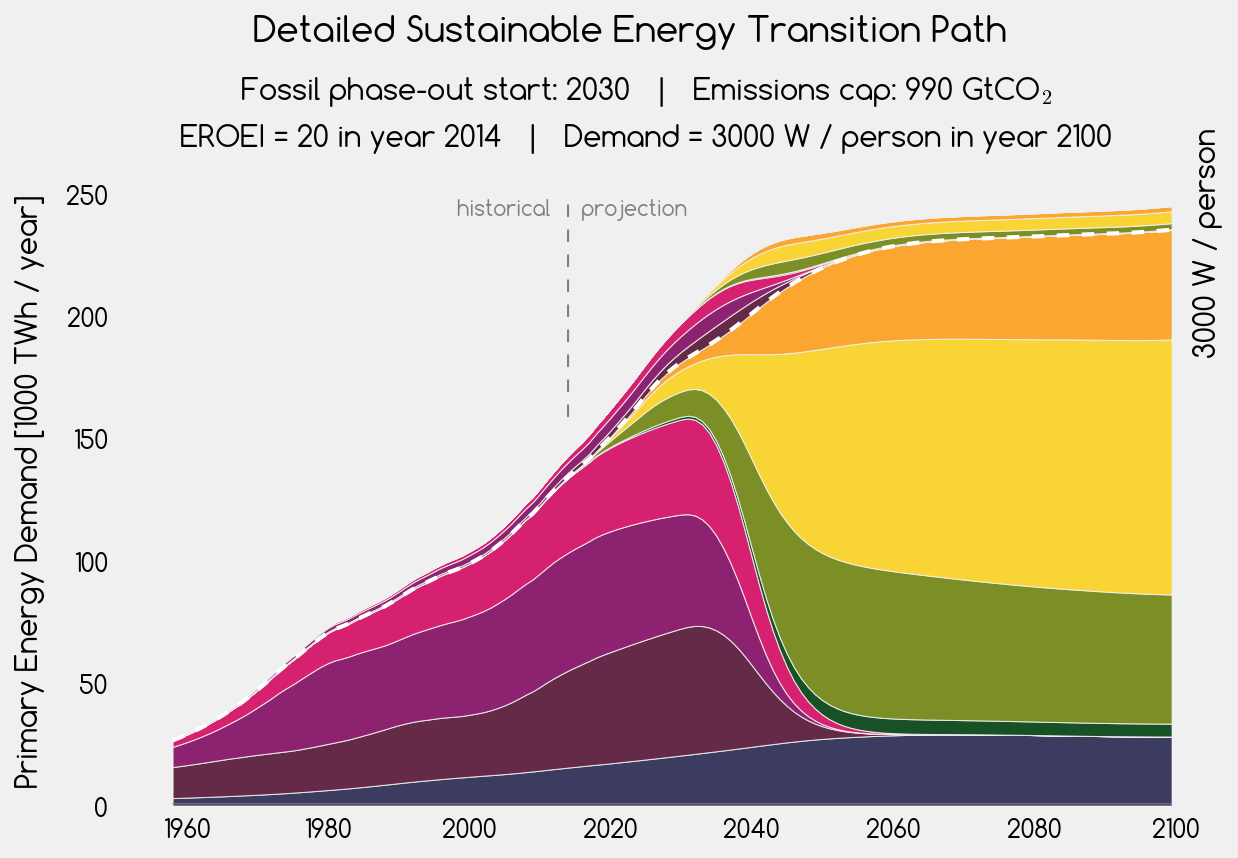 Detailed Sustainable Energy Transition Path
Fossil phase-out start: 2030 | Emissions cap: 990 GtCO₂
EROEI = 20 in year 2014 | Demand = 3000 W / person in year 2100
historical
projection
Primary Energy Demand [1000 TWh / year]
250
200
150
100
50
0
1960
1980
2000
2020
2040
2060
2080
2100
3000 W / person